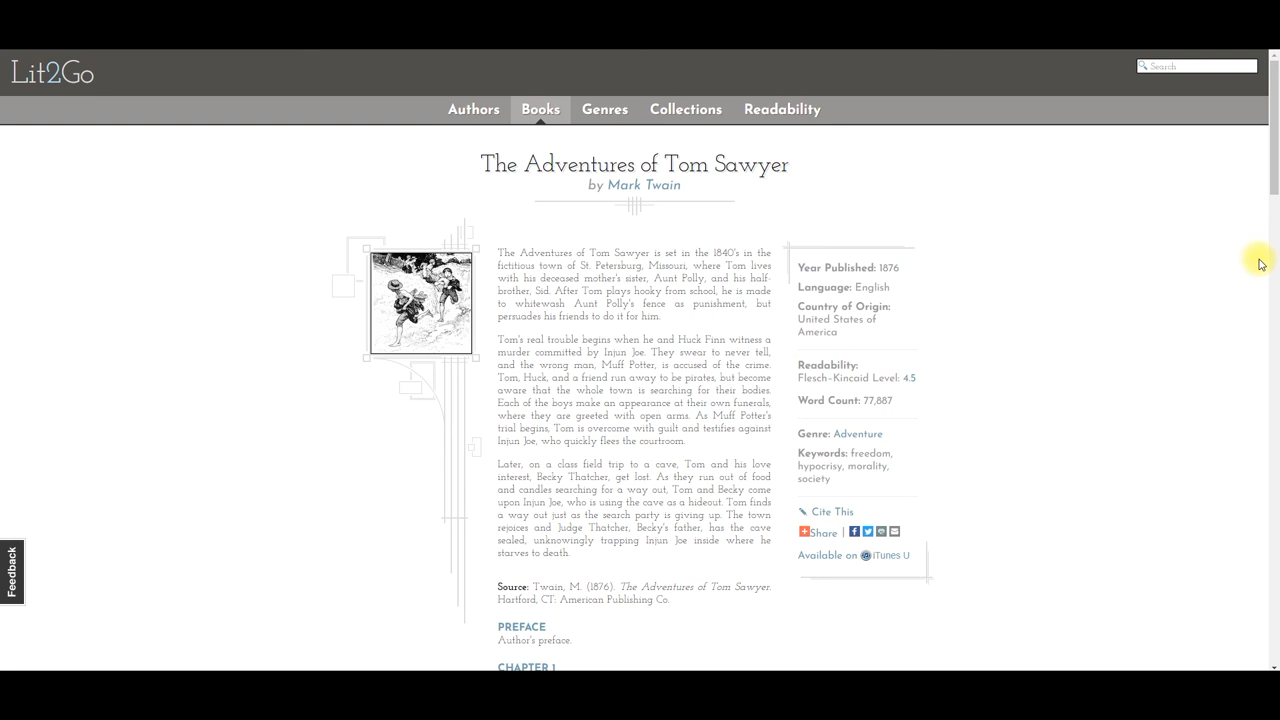 Lit2Go
Search
Authors Books Genres Collections Readability
The Adventures of Tom Sawyer
by Mark Twain
The Adventures of Tom Sawyer is set in the 1840's in the
fictitious town of St. Petersburg, Missouri, where Tom lives
with his deceased mother's sister, Aunt Polly, and his half-
brother, Sid. After Tom plays hooky from school, he is made
to whitewash Aunt Polly's fence as punishment, but
persuades his friends to do it for him.
Tom's real trouble begins when he and Huck Finn witness a
murder committed by Injun Joe. They swear to never tell,
and the wrong man, Muff Potter, is accused of the crime.
Tom, Huck, and a friend run away to be pirates, but become
aware that the whole town is searching for their bodies.
Each of the boys make an appearance at their own funerals,
where they are greeted with open arms. As Muff Potter's
trial begins, Tom is overcome with guilt and testifies against
Injun Joe, who quickly flees the courtroom.
Later, on a class field trip to a cave, Tom and his love
interest, Becky Thatcher, get lost. As they run out of food
and candles searching for a way out, Tom and Becky come
upon Injun Joe, who is using the cave as a hideout. Tom finds
a way out just as the search party is giving up. The town
rejoices and Judge Thatcher, Becky's father, has the cave
sealed, unknowingly trapping Injun Joe inside where he
starves to death.
Source: Twain, M. (1876). The Adventures of Tom Sawyer.
Hartford, CT: American Publishing Co.
PREFACE
Author's preface.
CHAPTER 1
Year Published: 1876
Language: English
Country of Origin:
United States of
America
Readability:
Flesch–Kincaid Level: 4.5
Word Count: 77,887
Genre: Adventure
Keywords: freedom,
hypocrisy, morality,
society
Cite This
Share |
Available on iTunes U
Feedback